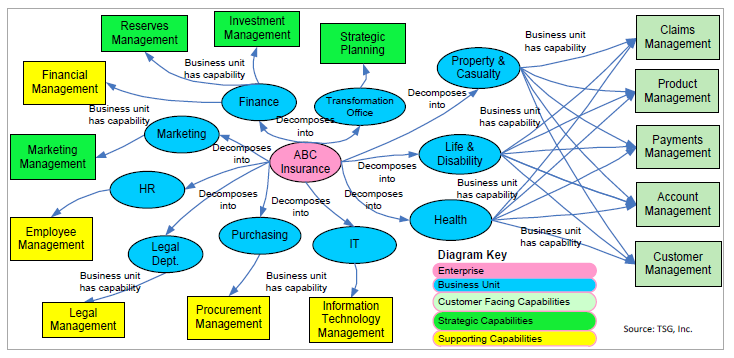 Reserves
Management
Investment
Management
Strategic
Planning
Claims
Management
Business unit
has capability
Business unit
has capability
Financial
Management
Property &
Casualty
Product
Management
Finance
Transformation
Office
Decomposes
into
Business unit
has capability
Decomposes
into
Business unit
has capability
Marketing
Payments
Management
Marketing
Management
Decomposes
into
ABC
Insurance
Life &
Disability
Decomposes
into
HR
Business unit
has capability
Account
Management
Decomposes
into
Decomposes
into
Decomposes
into
Health
Employee
Management
Legal
Dept.
Purchasing
IT
Business unit
has capability
Customer
Management
Business unit
has capability
Business unit
has capability
Diagram Key
Enterprise
Business Unit
Customer Facing Capabilities
Strategic Capabilities
Supporting Capabilities
Legal
Management
Procurement
Management
Information
Technology
Management
Source: TSG, Inc.